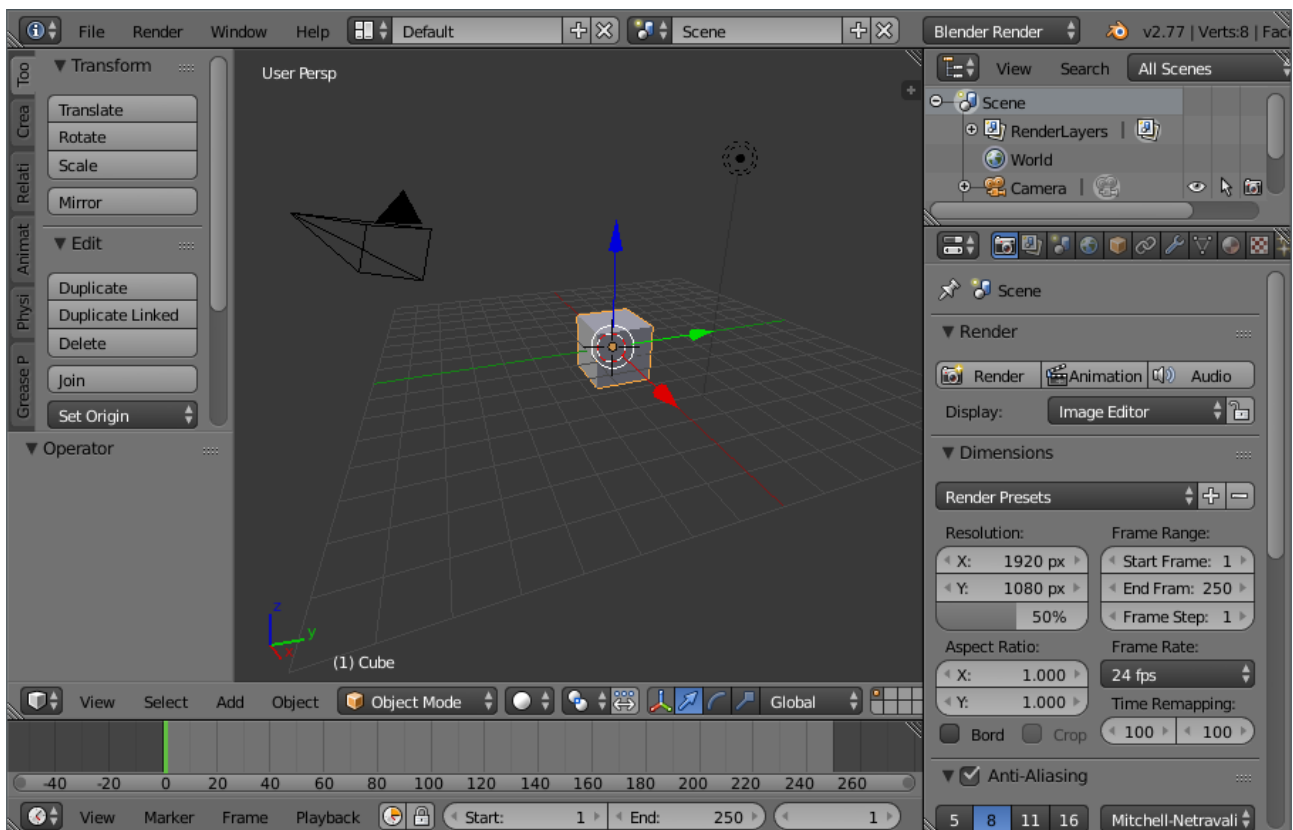 File Render Window Help Default Scene Blender Render v2.77 | Verts:8 | Fac
Too
Crea
Relati
Animat
Physi
Grease P
Transform
Translate
Rotate
Scale
Mirror
Edit
Duplicate
Duplicate Linked
Delete
Join
Set Origin
Operator
User Persp
z
y
x
(1) Cube
View Select Add Object Object Mode Global
-40 -20 0 20 40 60 80 100 120 140 160 180 200 220 240 260
View Marker Frame Playback Start: 1 End: 250 1
View Search All Scenes
Scene
RenderLayers |
World
Camera |
Scene
Render
Render Animation Audio
Display: Image Editor
Dimensions
Render Presets
Resolution: Frame Range:
X: 1920 px Start Frame: 1
Y: 1080 px End Fram: 250
50% Frame Step: 1
Aspect Ratio: Frame Rate:
X: 1.000 24 fps
Y: 1.000 Time Remapping:
Bord Crop 100 100
Anti-Aliasing
5 8 11 16 Mitchell-Netravali